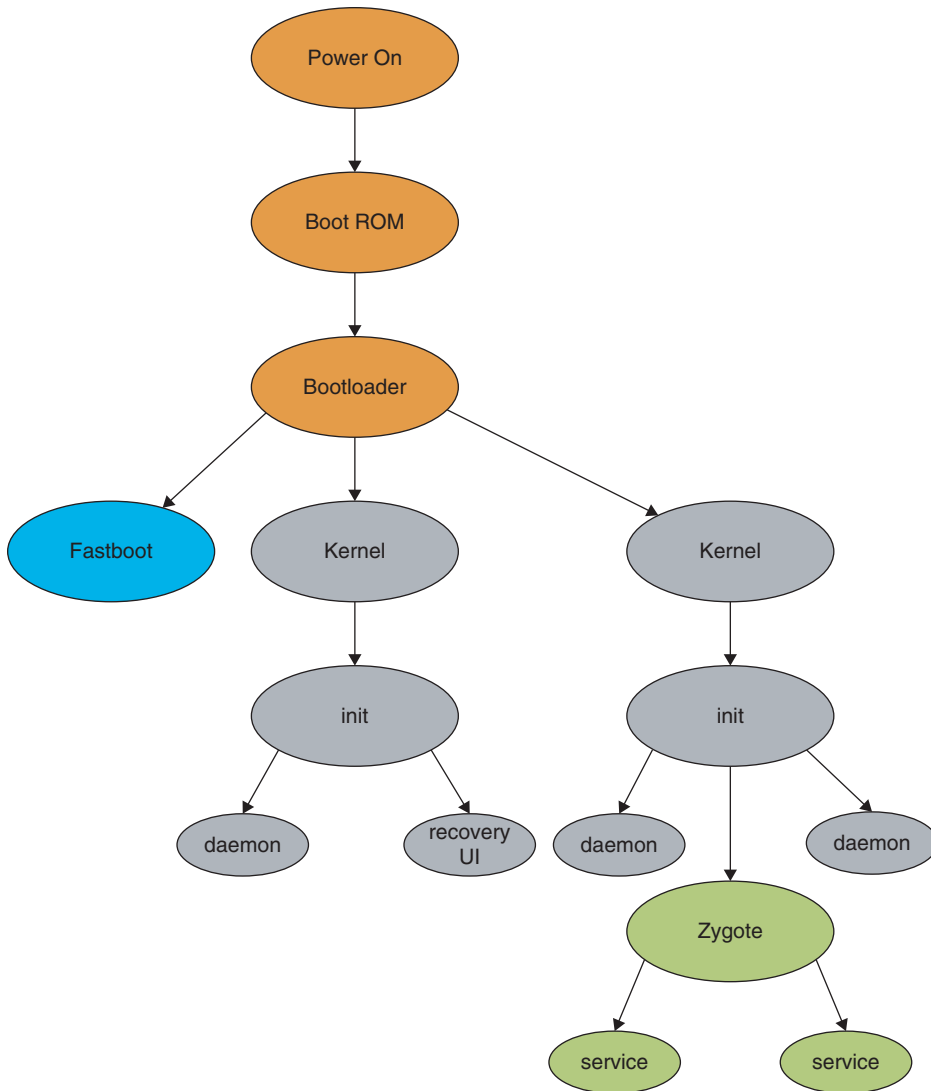 Power On
Boot ROM
Bootloader
Fastboot
Kernel
Kernel
init
init
daemon
recovery
UI
daemon
daemon
Zygote
service
service